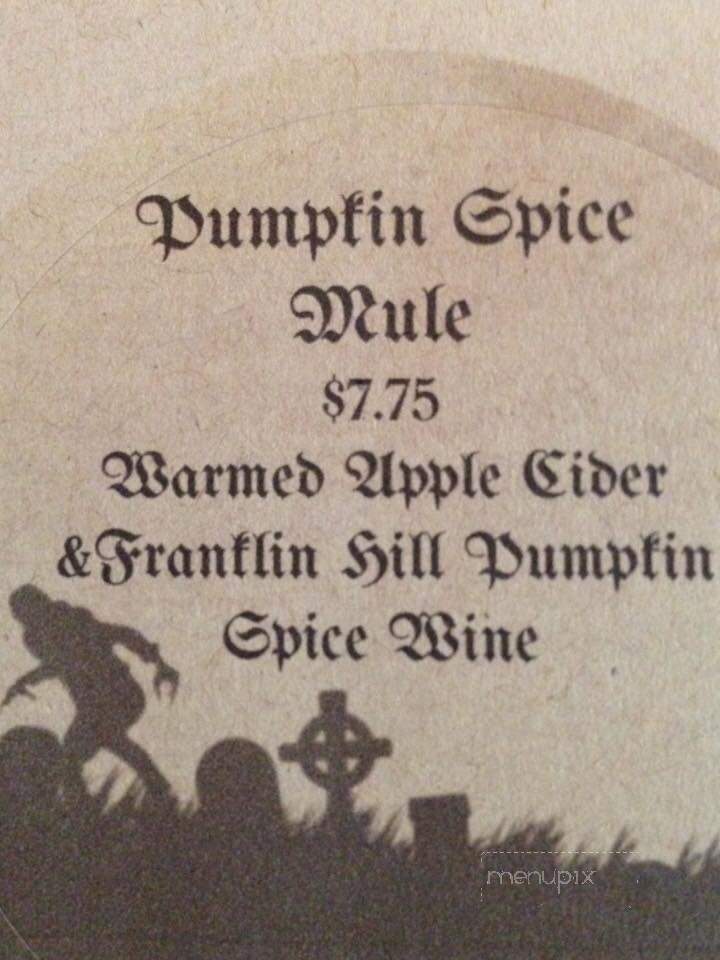 Pumpkin Spice
Mule
$7.75
Warmed Apple Cider
&Franklin Hill Pumpkin
Spice Wine
menupix